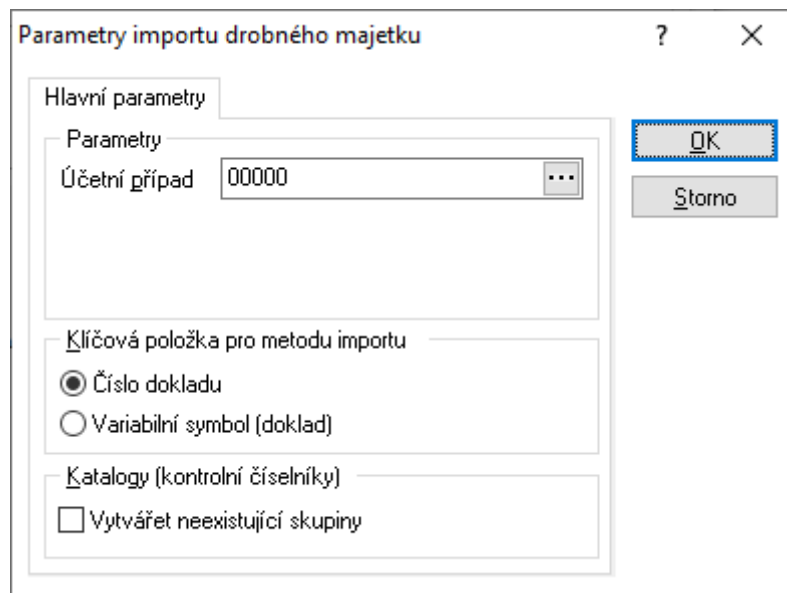 Parametry importu drobného majetku ?
Hlavní parametry
Parametry
OK
Účetní případ 00000 ...
Storno
Klíčová položka pro metodu importu
Číslo dokladu
Variabilní symbol (doklad)
Katalogy (kontrolní číselníky)
Vytvářet neexistující skupiny